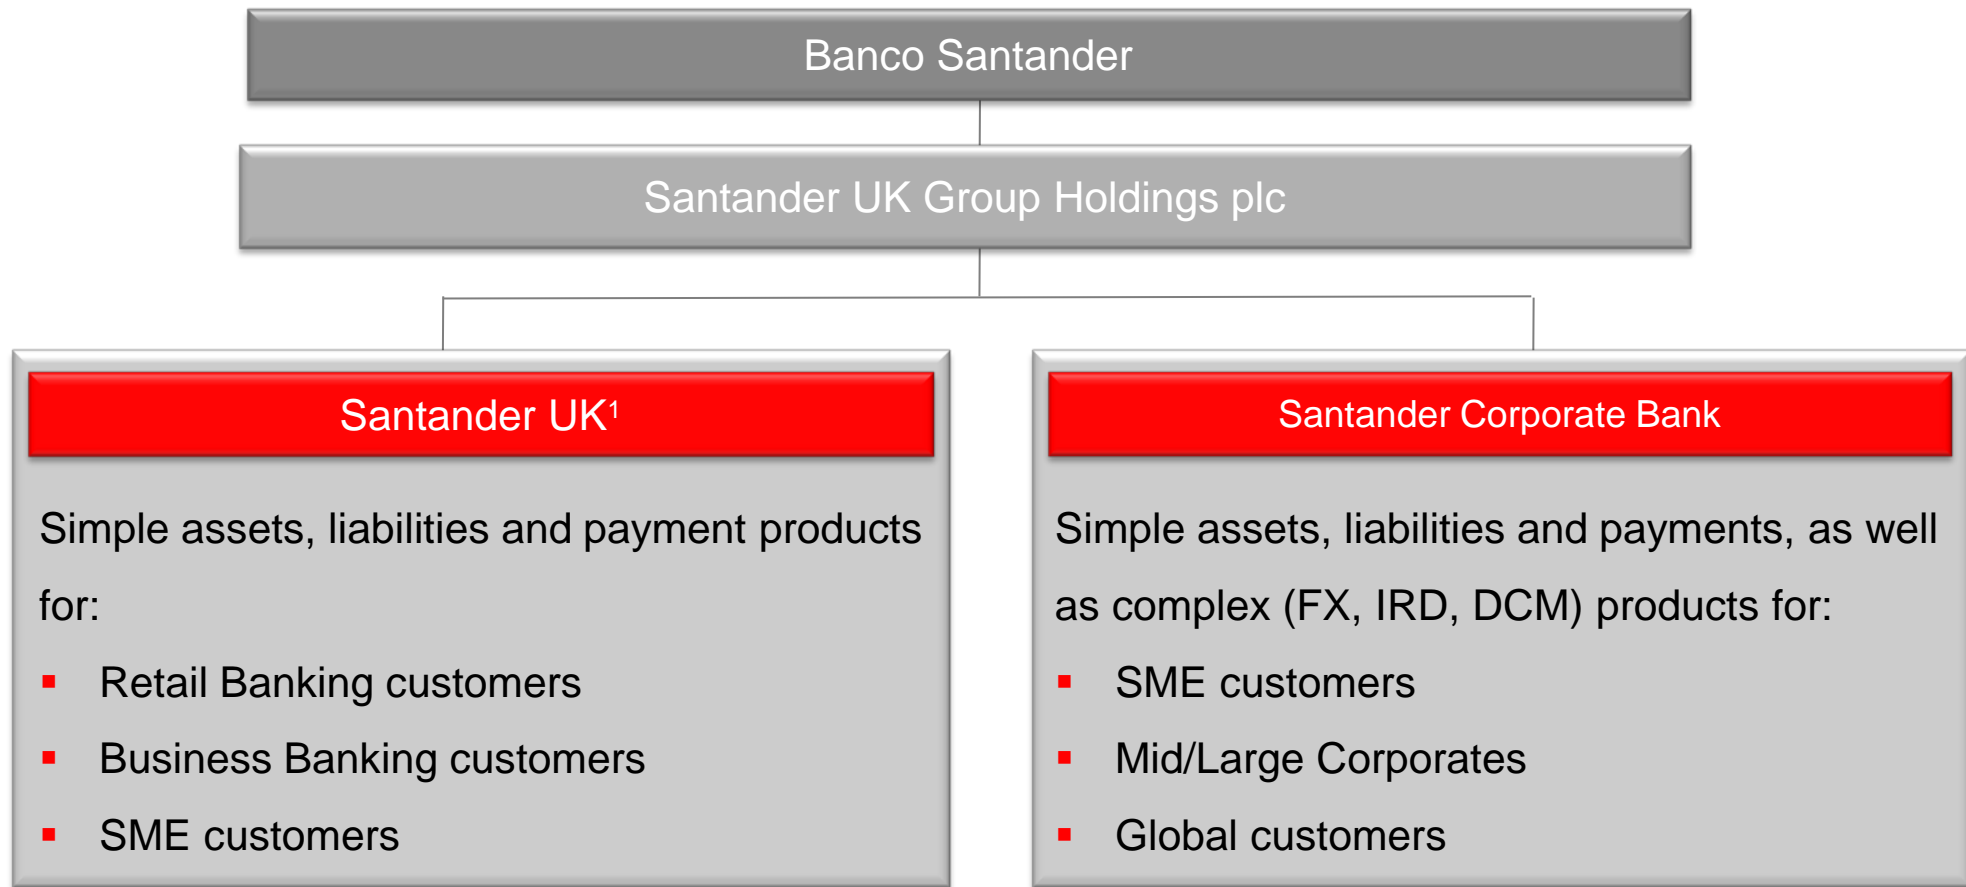 Banco Santander
Santander UK Group Holdings plc
Santander UK¹
Simple assets, liabilities and payment products
for:
▪ Retail Banking customers
▪ Business Banking customers
▪ SME customers
Santander Corporate Bank
Simple assets, liabilities and payments, as well
as complex (FX, IRD, DCM) products for:
▪ SME customers
▪ Mid/Large Corporates
▪ Global customers